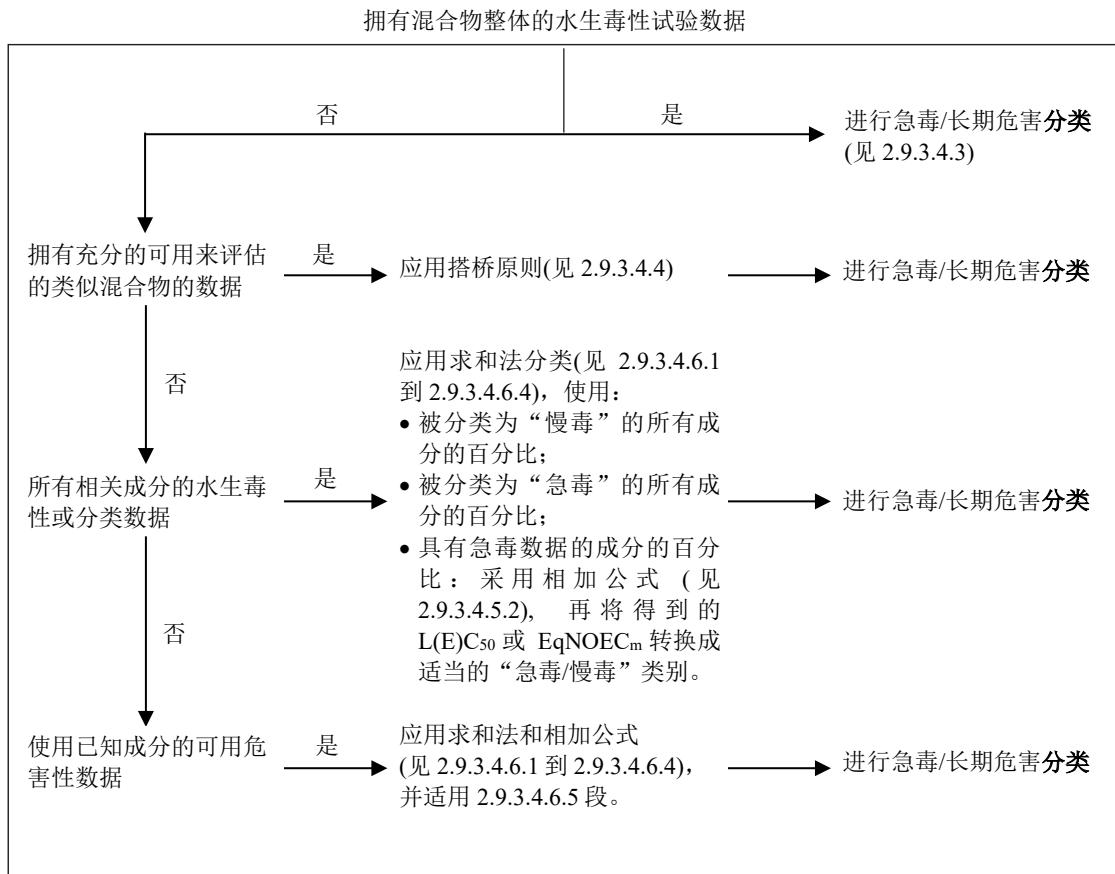 拥有混合物整体的水生毒性试验数据
否
是
进行急毒/长期危害分类
(见 2.9.3.4.3)
拥有充分的可用来评估
的类似混合物的数据
是
应用搭桥原则(见 2.9.3.4.4)
进行急毒/长期危害分类
否
应用求和法分类(见 2.9.3.4.6.1
到 2.9.3.4.6.4)，使用：
• 被分类为“慢毒”的所有成
分的百分比；
• 被分类为“急毒”的所有成
分的百分比；
• 具有急毒数据的成分的百分
比：采用相加公式 (见
2.9.3.4.5.2), 再将得到的
L(E)C₅₀ 或 EqNOECₘ 转换成
适当的“急毒/慢毒”类别。
所有相关成分的水生毒
性或分类数据
是
进行急毒/长期危害分类
否
使用已知成分的可用危
害性数据
是
应用求和法和相加公式
(见 2.9.3.4.6.1 到 2.9.3.4.6.4)，
并适用 2.9.3.4.6.5 段。
进行急毒/长期危害分类